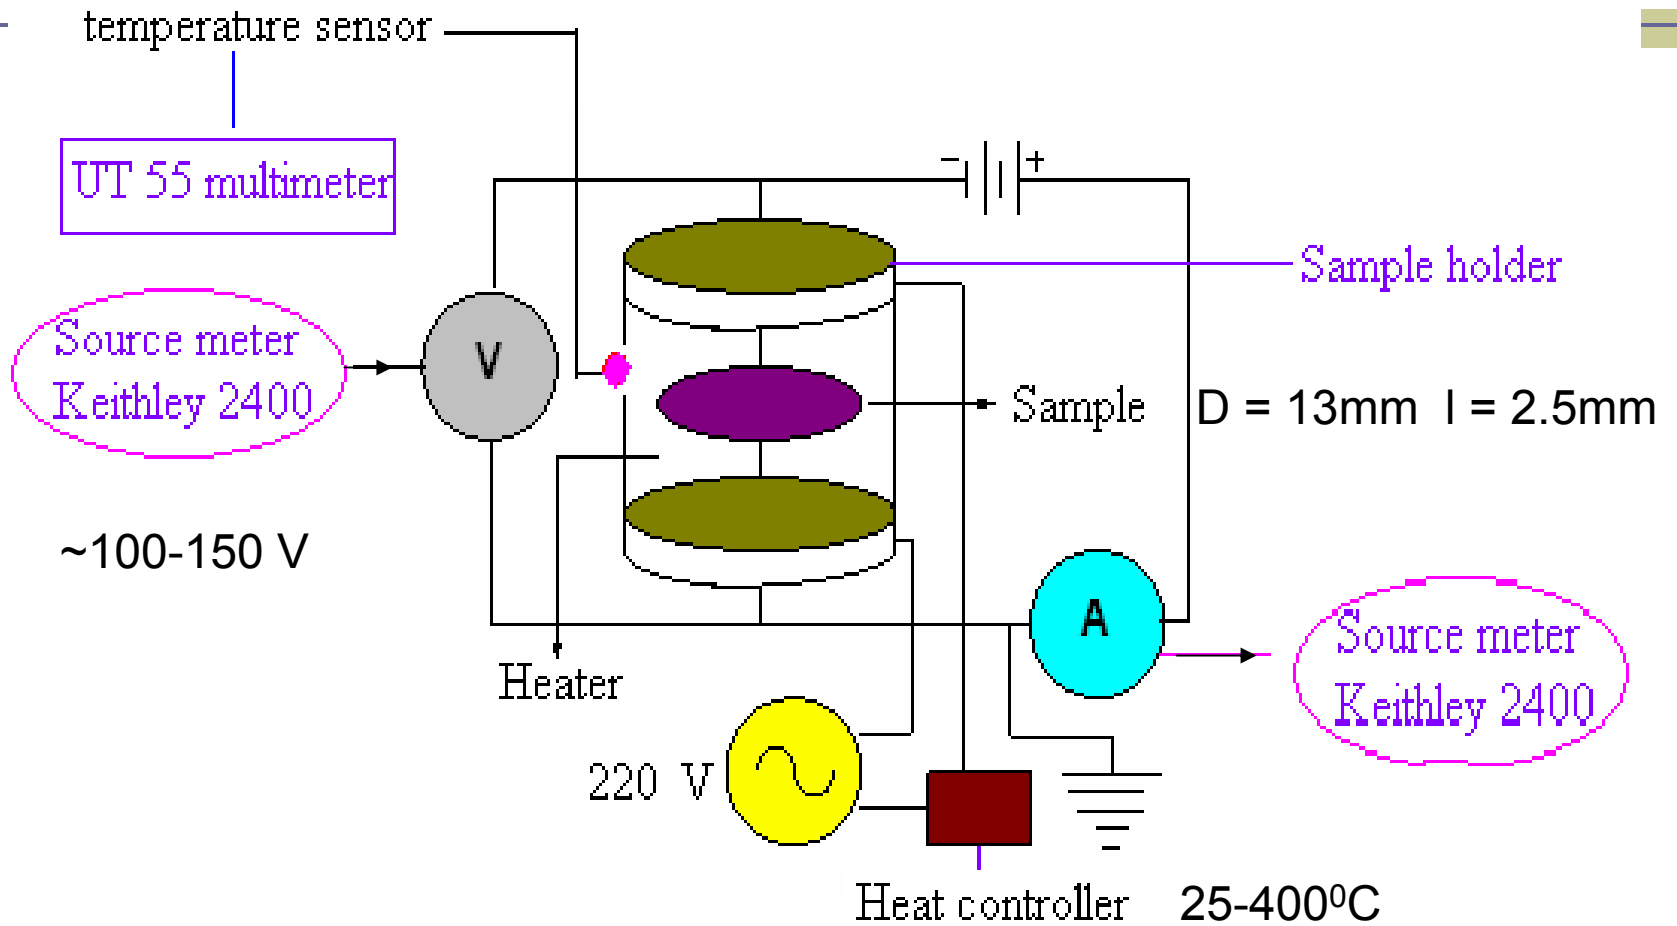 temperature sensor
UT 55 multimeter
- +
Sample holder
Source meter
Keithley 2400
V
Sample
D = 13mm l = 2.5mm
~100-150 V
A
Heater
Source meter
Keithley 2400
220 V
Heat controller
25-400⁰C